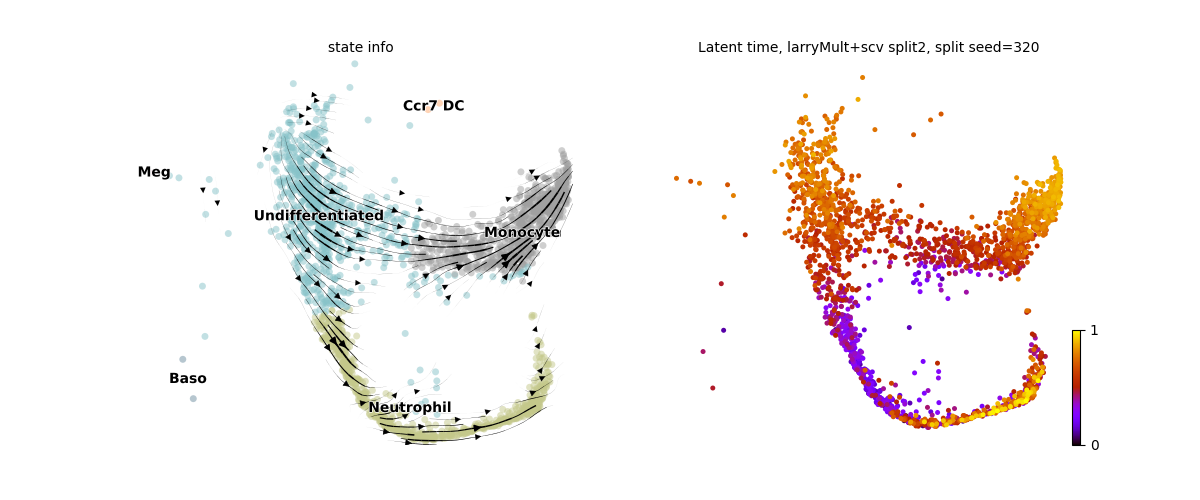 state info
Latent time, larryMult+scv split2, split seed=320
Ccr7 DC
Meg
Undifferentiated
Monocyte
Baso
Neutrophil
1
0